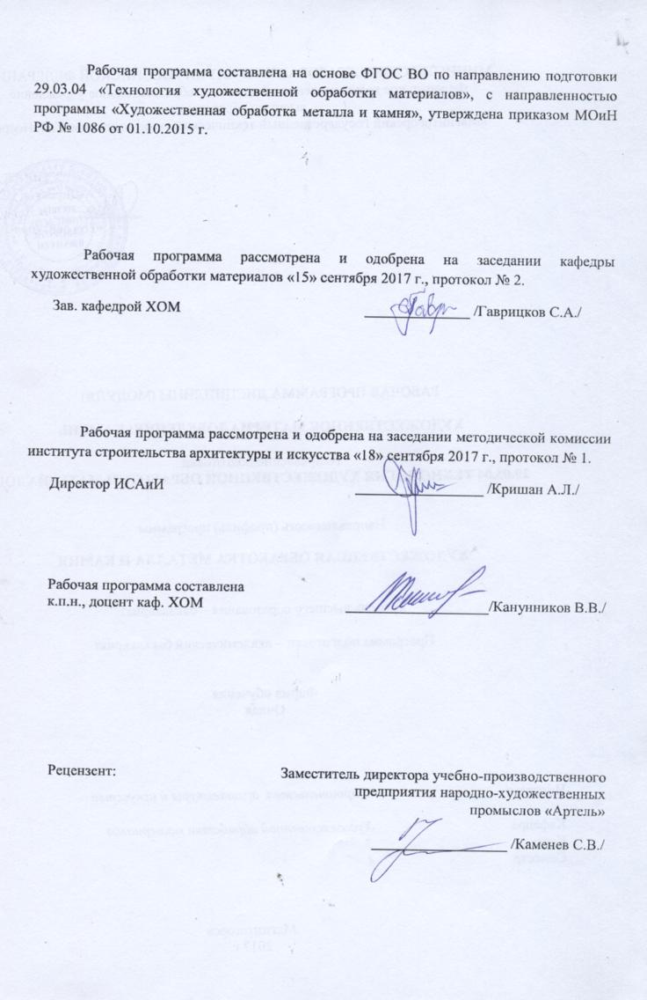 Рабочая программа составлена на основе ФГОС ВО по направлению подготовки
29.03.04 «Технология художественной обработки материалов», с направленностью
программы «Художественная обработка металла и камня», утверждена приказом МОиН
РФ № 1086 от 01.10.2015 г.
Рабочая программа рассмотрена и одобрена на заседании кафедры
художественной обработки материалов «15» сентября 2017 г., протокол № 2.
Зав. кафедрой ХОМ /Гаврицков С.А./
Рабочая программа рассмотрена и одобрена на заседании методической комиссии
института строительства архитектуры и искусства «18» сентября 2017 г., протокол № 1.
Директор ИСАиИ /Кришан А.Л./
Рабочая программа составлена
к.п.н., доцент каф. ХОМ /Канунников В.В./
Рецензент: Заместитель директора учебно-производственного
предприятия народно-художественных
промыслов «Артель»
/Каменев С.В./